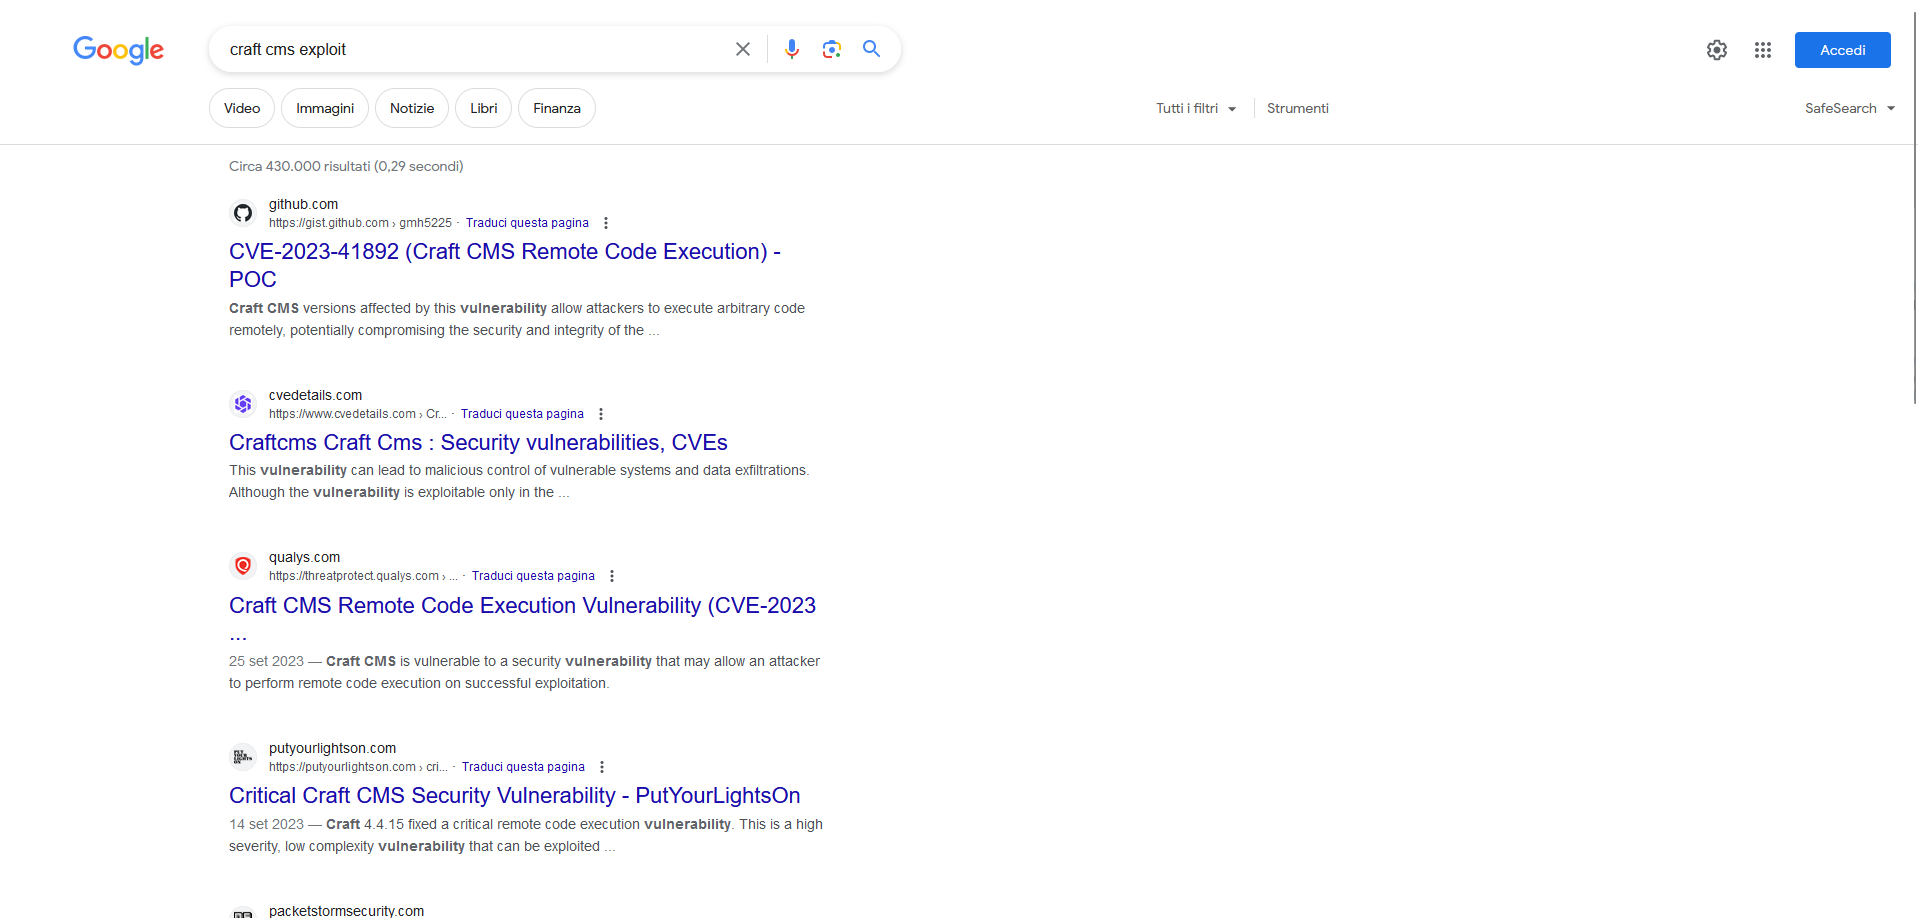 Google
craft cms exploit
Accedi
Video
Immagini
Notizie
Libri
Finanza
Tutti i filtri
Strumenti
SafeSearch
Circa 430.000 risultati (0,29 secondi)
github.com
https://gist.github.com › gmh5225 · Traduci questa pagina
CVE-2023-41892 (Craft CMS Remote Code Execution) -
POC
Craft CMS versions affected by this vulnerability allow attackers to execute arbitrary code
remotely, potentially compromising the security and integrity of the ...
cvedetails.com
https://www.cvedetails.com › Cr... · Traduci questa pagina
Craftcms Craft Cms : Security vulnerabilities, CVEs
This vulnerability can lead to malicious control of vulnerable systems and data exfiltrations.
Although the vulnerability is exploitable only in the ...
qualys.com
https://threatprotect.qualys.com › ... · Traduci questa pagina
Craft CMS Remote Code Execution Vulnerability (CVE-2023
...
25 set 2023 — Craft CMS is vulnerable to a security vulnerability that may allow an attacker
to perform remote code execution on successful exploitation.
PUT YOUR LIGHTS ON
putyourlightson.com
https://putyourlightson.com › cri... · Traduci questa pagina
Critical Craft CMS Security Vulnerability - PutYourLightsOn
14 set 2023 — Craft 4.4.15 fixed a critical remote code execution vulnerability. This is a high
severity, low complexity vulnerability that can be exploited ...
packetstormsecurity.com